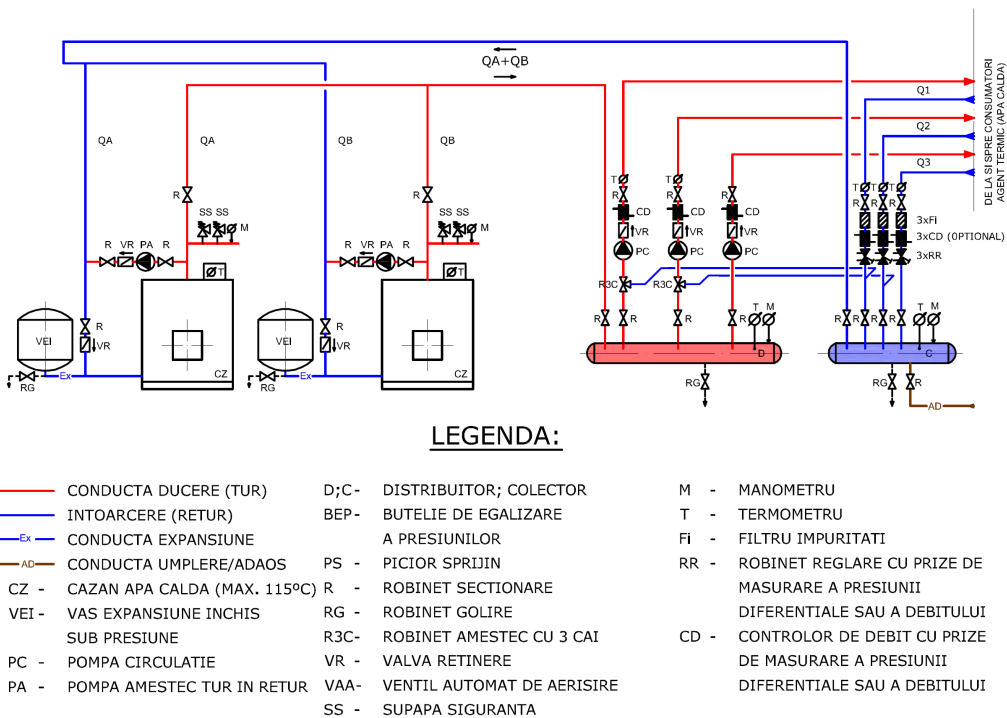 QA+QB
Q1
Q2
Q3
DE LA SI SPRE CONSUMATORI
AGENT TERMIC (APA CALDA)
QA
QA
QB
QB
R
R
SS SS
M
SS SS
M
R VR PA R
T
R VR PA R
T
T
T
R
R
R
CD
CD
CD
VR
VR
VR
PC
PC
PC
R3C
R3C
T T T
R R R
3xFi
3xCD (OPTIONAL)
3xRR
VEI
R
VR
CZ
RG
Ex
VEI
R
VR
CZ
RG
Ex
R R
R
R
T M
D
RG
R R R R
T M
C
RG
R
AD
LEGENDA:
CONDUCTA DUCERE (TUR)
INTOARCERE (RETUR)
Ex CONDUCTA EXPANSIUNE
AD CONDUCTA UMPLERE/ADAOS
CZ - CAZAN APA CALDA (MAX. 115ºC)
VEI - VAS EXPANSIUNE INCHIS
SUB PRESIUNE
PC - POMPA CIRCULATIE
PA - POMPA AMESTEC TUR IN RETUR
D;C- DISTRIBUITOR; COLECTOR
BEP- BUTELIE DE EGALIZARE
A PRESIUNILOR
PS - PICIOR SPRIJIN
R - ROBINET SECTIONARE
RG - ROBINET GOLIRE
R3C- ROBINET AMESTEC CU 3 CAI
VR - VALVA RETINERE
VAA- VENTIL AUTOMAT DE AERISIRE
SS - SUPAPA SIGURANTA
M - MANOMETRU
T - TERMOMETRU
Fi - FILTRU IMPURITATI
RR - ROBINET REGLARE CU PRIZE DE
MASURARE A PRESIUNII
DIFERENTIALE SAU A DEBITULUI
CD - CONTROLOR DE DEBIT CU PRIZE
DE MASURARE A PRESIUNII
DIFERENTIALE SAU A DEBITULUI